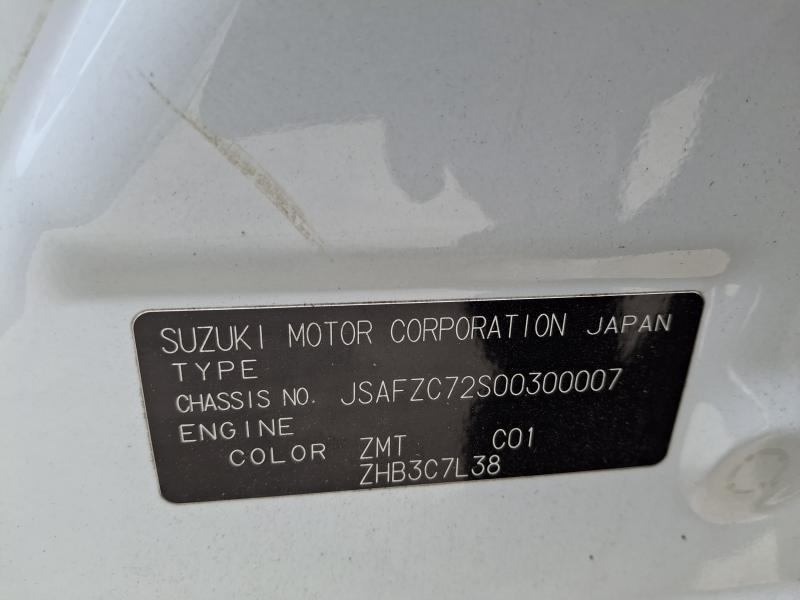 SUZUKI MOTOR CORPORATION JAPAN
TYPE
CHASSIS NO. JSAFZC72S00300007
ENGINE
COLOR ZMT C01
ZHB3C7L38